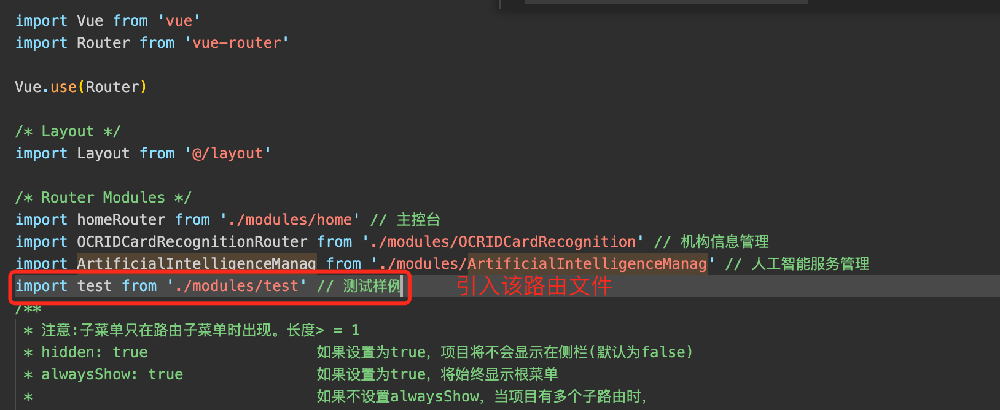 import Vue from 'vue'
import Router from 'vue-router'
Vue.use(Router)
/* Layout */
import Layout from '@/layout'
/* Router Modules */
import homeRouter from './modules/home' // 主控台
import OCRIDCardRecognitionRouter from './modules/OCRIDCardRecognition' // 机构信息管理
import ArtificialIntelligenceManag from './modules/ArtificialIntelligenceManag' // 人工智能服务管理
import test from './modules/test' // 测试样例 引入该路由文件
/**
* 注意:子菜单只在路由子菜单时出现。长度> = 1
* hidden: true 如果设置为true，项目将不会显示在侧栏(默认为false)
* alwaysShow: true 如果设置为true，将始终显示根菜单
* 如果不设置alwaysShow，当项目有多个子路由时，